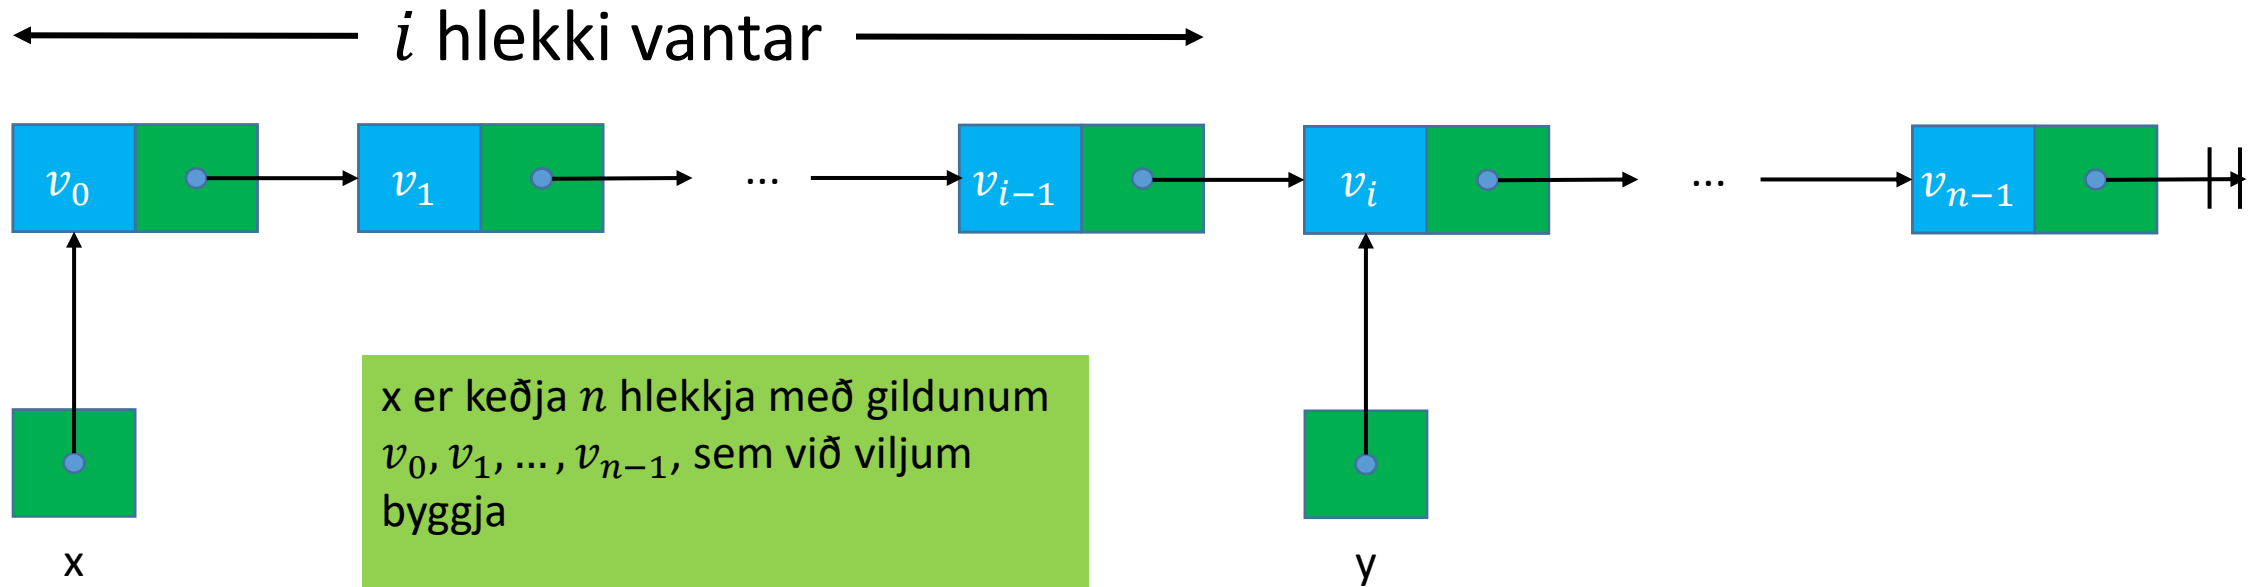 i hlekki vantar
v₀ v₁ ... vᵢ₋₁ vᵢ ... vₙ₋₁
x er keðja n hlekkja með gildunum
v₀, v₁, ... , vₙ₋₁, sem við viljum
byggja
x y